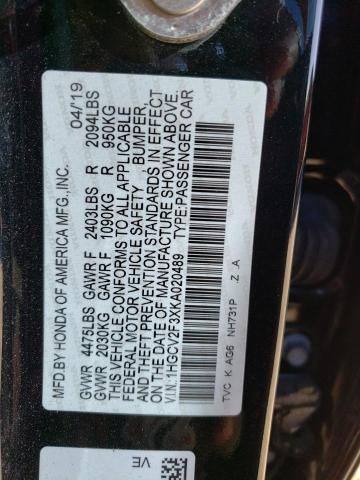 MFD.BY HONDA OF AMERICA MFG.,INC. 04/'19
GVWR 4475LBS GAWR F 2403LBS R 2094LBS
GVWR 2030KG GAWR F 1090KG R 950KG
THIS VEHICLE CONFORMS TO ALL APPLICABLE
FEDERAL MOTOR VEHICLE SAFETY BUMPER,
AND THEFT PREVENTION STANDARDS IN EFFECT
ON THE DATE OF MANUFACTURE SHOWN ABOVE.
V.I.N.:1HGCV2F9XKA020489 TYPE:PASSENGER CAR
TVC K AG6 NH731P Z A
VE